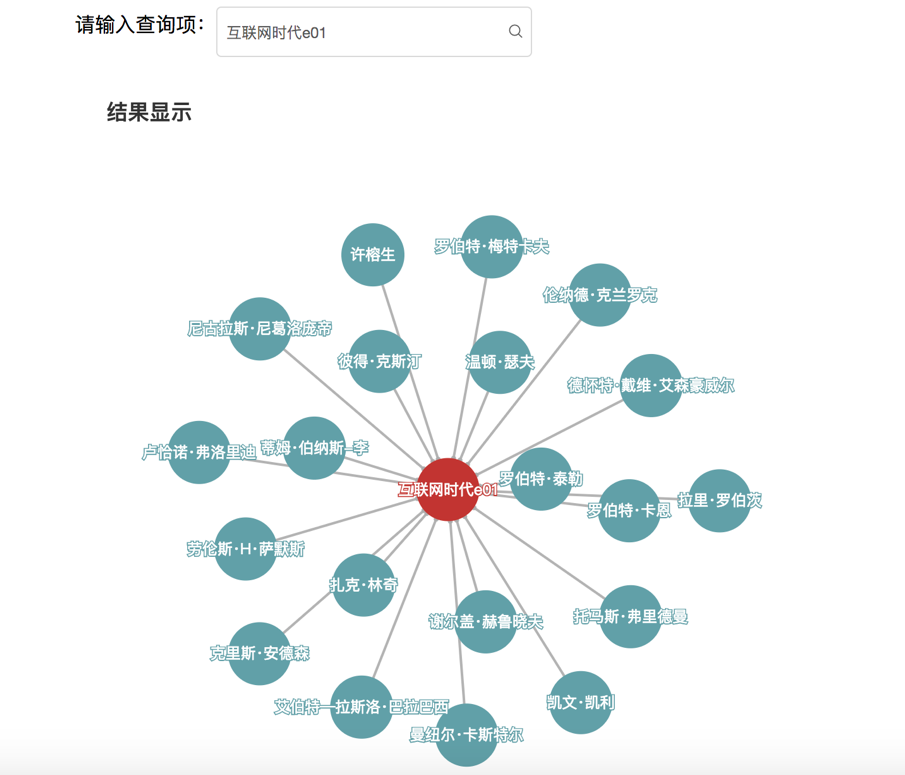 请输入查询项：
互联网时代e01
结果显示
许榕生
罗伯特·梅特卡夫
伦纳德·克兰罗克
尼古拉斯·尼葛洛庞帝
彼得·克斯汀
温顿·瑟夫
德怀特·戴维·艾森豪威尔
卢恰诺·弗洛里迪
蒂姆·伯纳斯–李
互联网时代e01
罗伯特·泰勒
罗伯特·卡恩
拉里·罗伯茨
劳伦斯·H·萨默斯
扎克·林奇
谢尔盖·赫鲁晓夫
托马斯·弗里德曼
克里斯·安德森
艾伯特—拉斯洛·巴拉巴西
曼纽尔·卡斯特尔
凯文·凯利